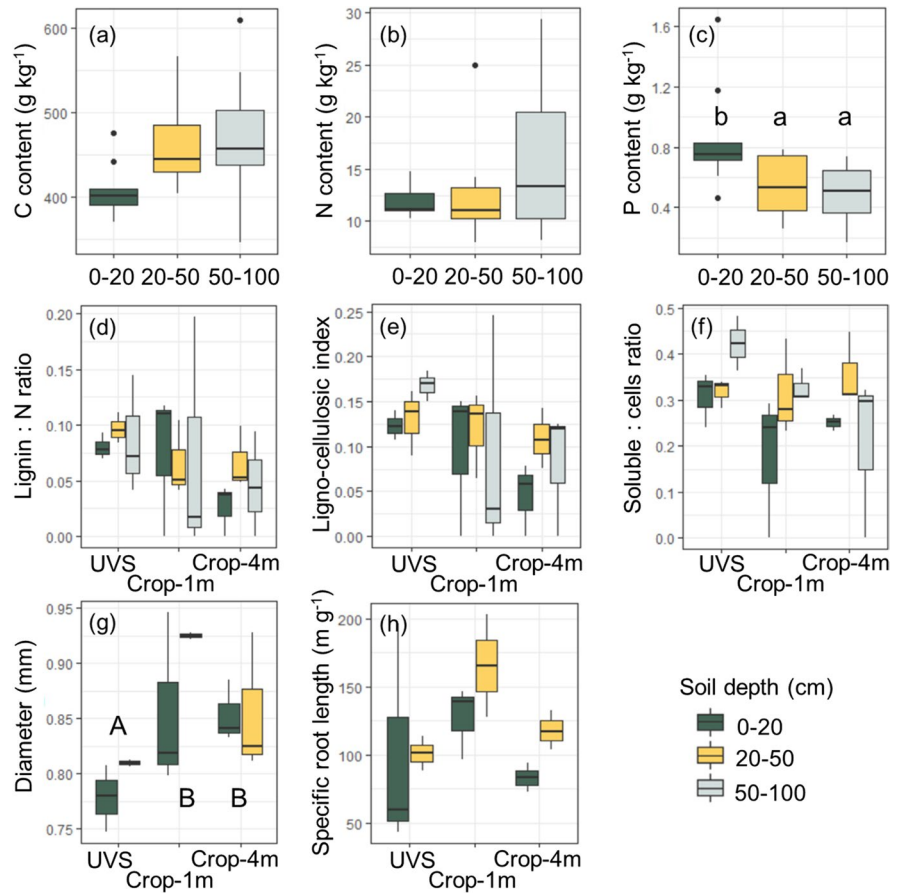 (a)
C content (g kg⁻¹)
600
500
400
0-20 20-50 50-100
(b)
N content (g kg⁻¹)
30
25
20
15
10
0-20 20-50 50-100
(c)
P content (g kg⁻¹)
1.6
1.2
0.8
0.4
b a a
0-20 20-50 50-100
(d)
Lignin : N ratio
0.20
0.15
0.10
0.05
0.00
UVS Crop-4m
Crop-1m
(e)
Ligno-cellulosic index
0.25
0.20
0.15
0.10
0.05
0.00
UVS Crop-4m
Crop-1m
(f)
Soluble : cells ratio
0.5
0.4
0.3
0.2
0.1
0.0
UVS Crop-4m
Crop-1m
(g)
Diameter (mm)
0.95
0.90
0.85
0.80
0.75
A
B B
UVS Crop-4m
Crop-1m
(h)
Specific root length (m g⁻¹)
200
150
100
50
UVS Crop-4m
Crop-1m
Soil depth (cm)
0-20
20-50
50-100